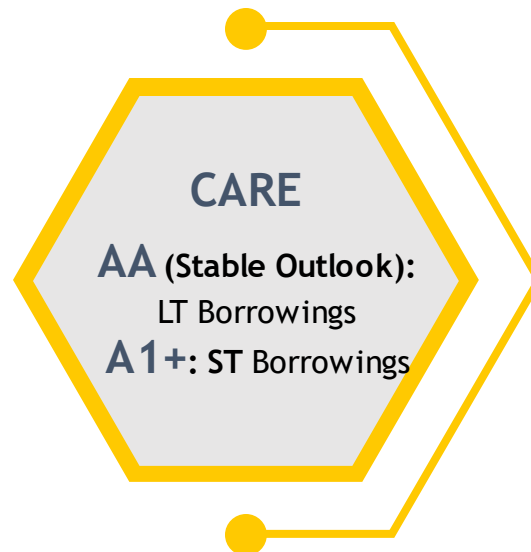 CARE
AA (Stable Outlook):
LT Borrowings
A1+: ST Borrowings